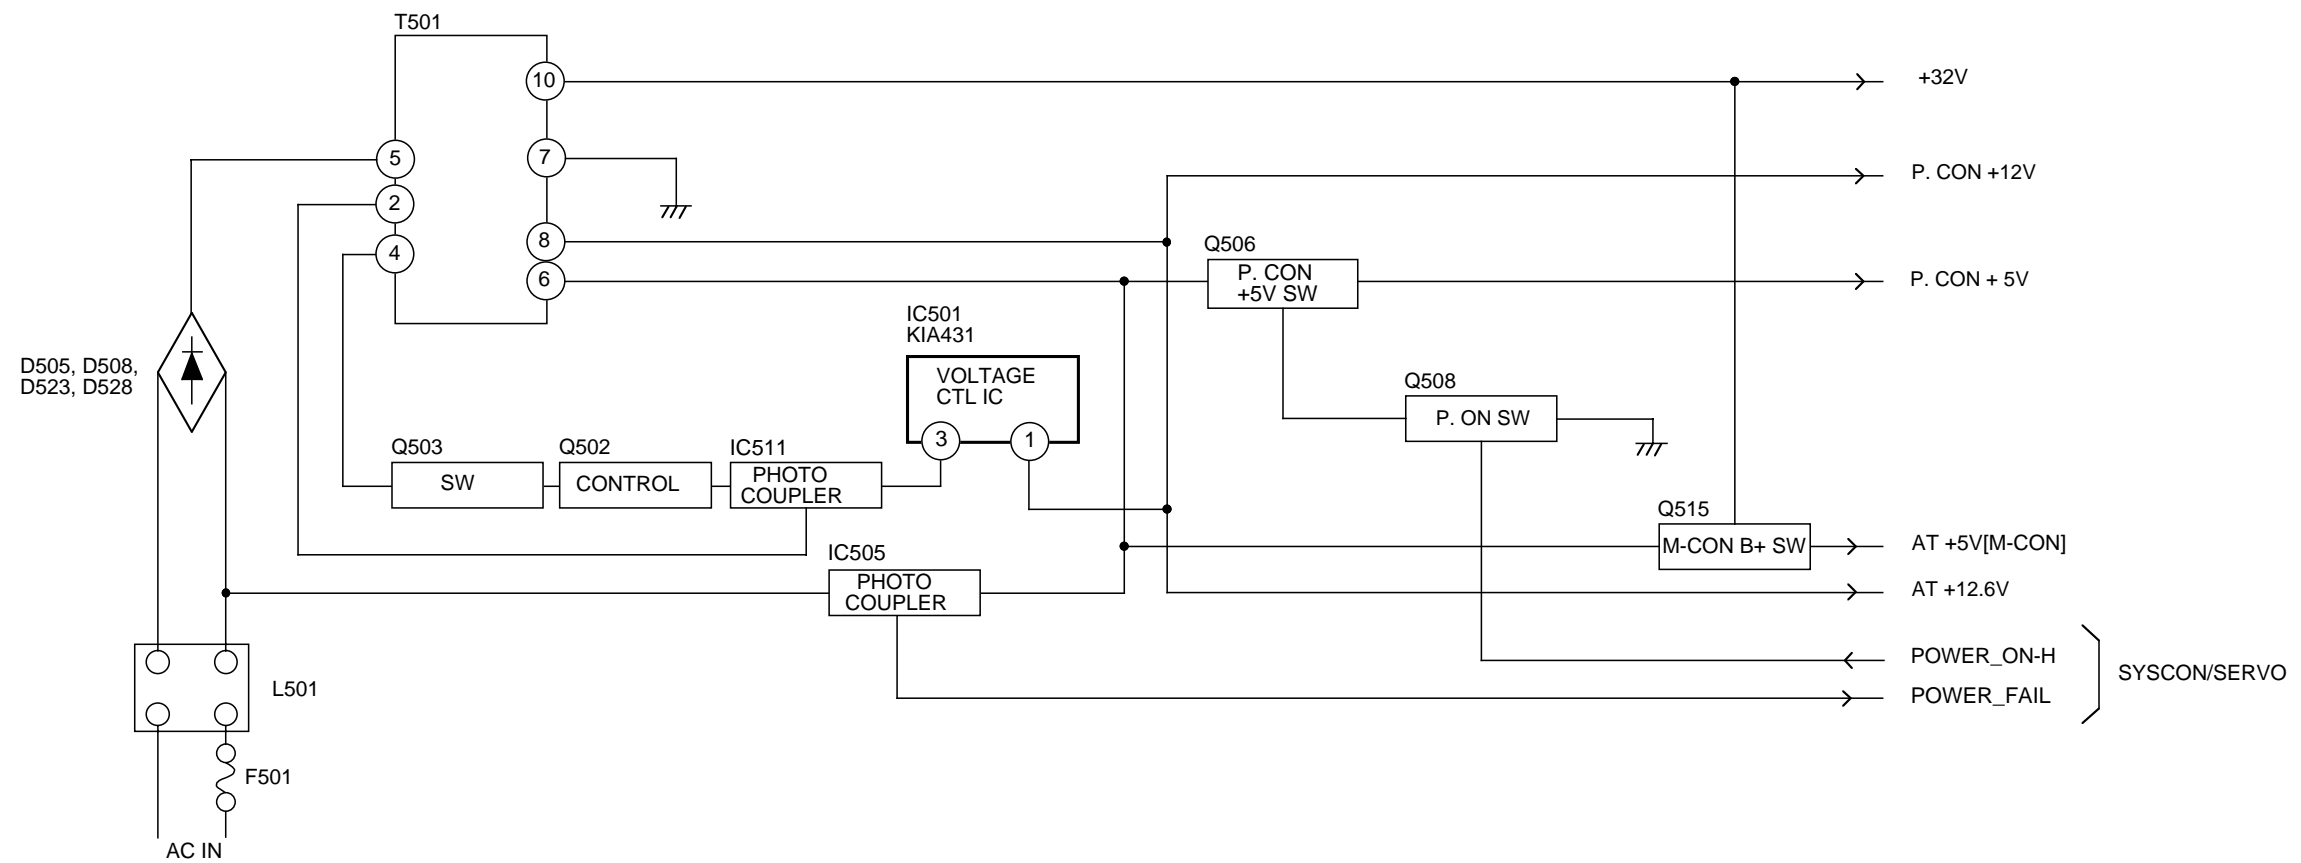 T501
10
+32V
5
7
P. CON +12V
2
8
4
6
Q506
P. CON
+5V SW
P. CON + 5V
IC501
KIA431
VOLTAGE
CTL IC
3
1
D505, D508,
D523, D528
Q508
P. ON SW
Q503
SW
Q502
CONTROL
IC511
PHOTO
COUPLER
Q515
M-CON B+ SW
AT +5V[M-CON]
IC505
PHOTO
COUPLER
AT +12.6V
POWER_ON-H
POWER_FAIL
SYSCON/SERVO
L501
F501
AC IN